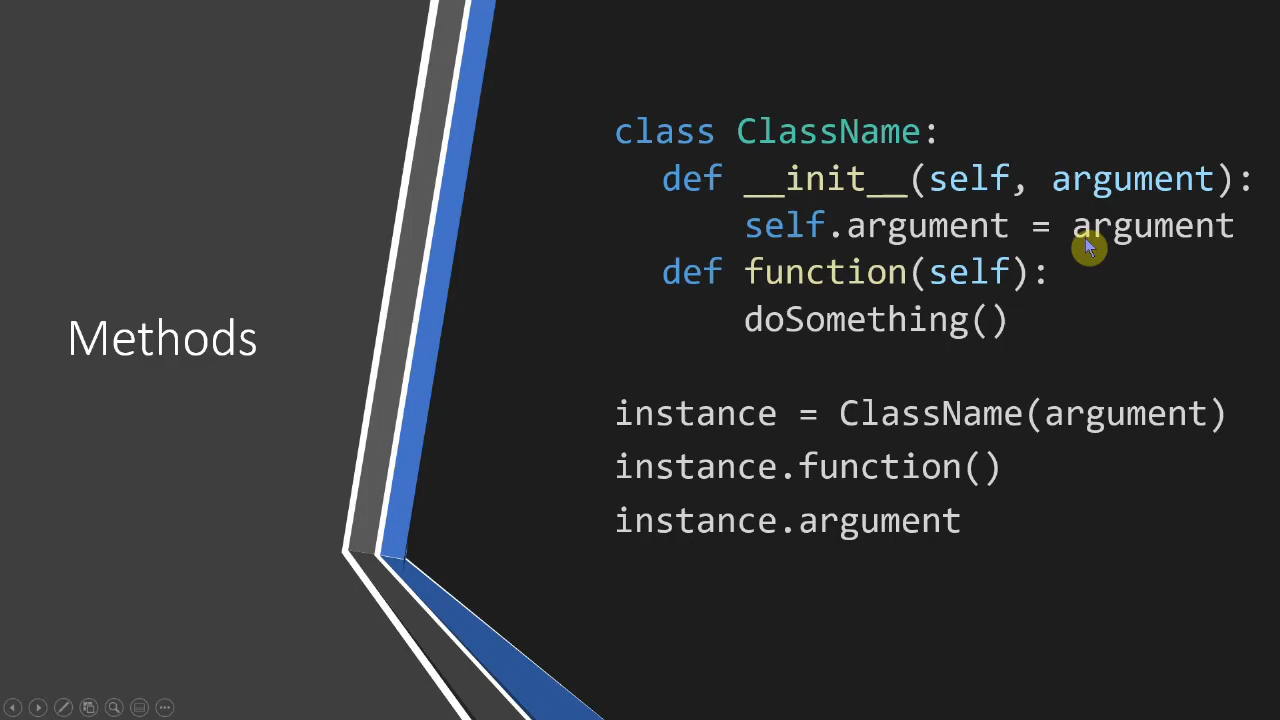 Methods
class ClassName:
def __init__(self, argument):
self.argument = argument
def function(self):
doSomething()
instance = ClassName(argument)
instance.function()
instance.argument